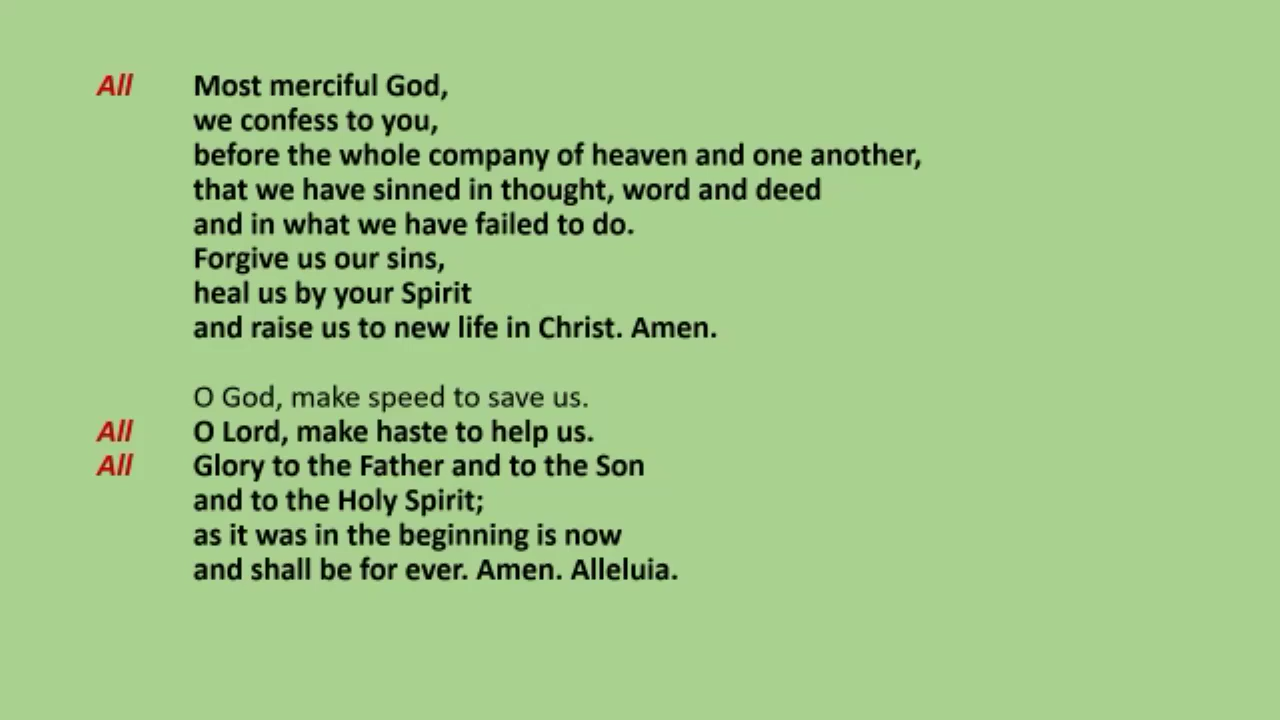 All Most merciful God,
we confess to you,
before the whole company of heaven and one another,
that we have sinned in thought, word and deed
and in what we have failed to do.
Forgive us our sins,
heal us by your Spirit
and raise us to new life in Christ. Amen.
O God, make speed to save us.
All O Lord, make haste to help us.
All Glory to the Father and to the Son
and to the Holy Spirit;
as it was in the beginning is now
and shall be for ever. Amen. Alleluia.